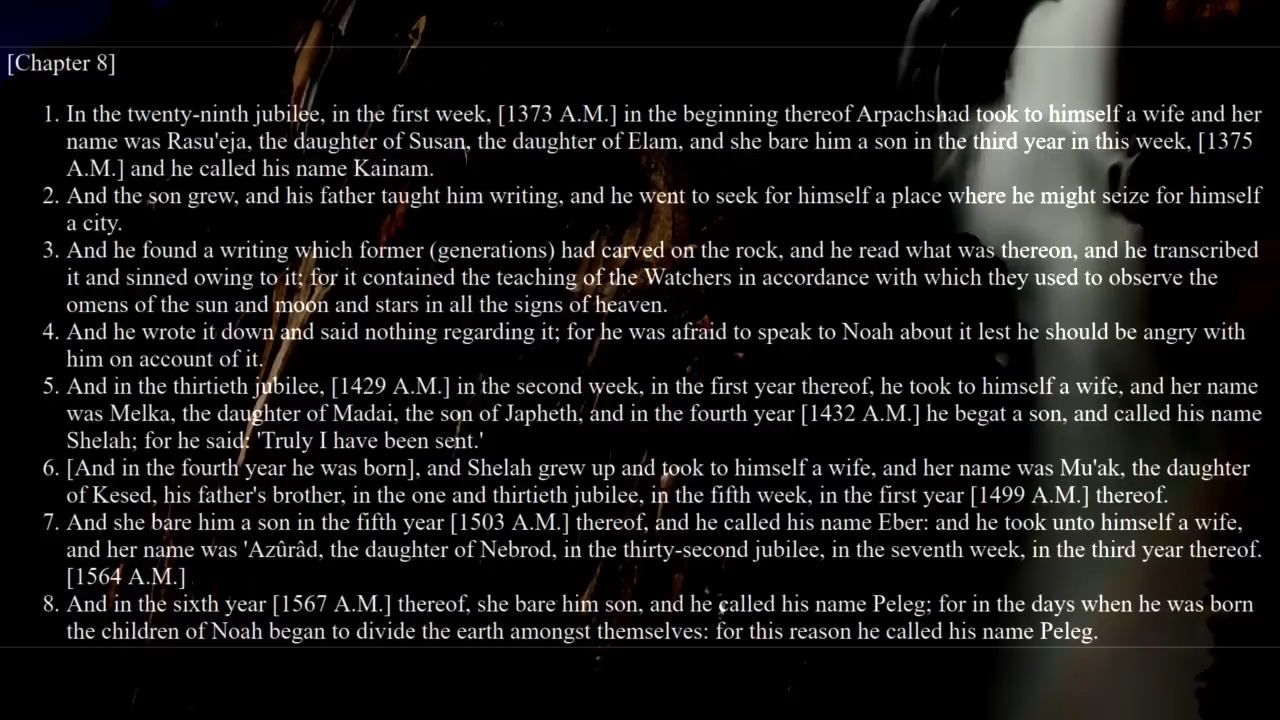 [Chapter 8]
1. In the twenty-ninth jubilee, in the first week, [1373 A.M.] in the beginning thereof Arpachshad took to himself a wife and her
name was Rasu'eja, the daughter of Susan, the daughter of Elam, and she bare him a son in the third year in this week, [1375
A.M.] and he called his name Kainam.
2. And the son grew, and his father taught him writing, and he went to seek for himself a place where he might seize for himself
a city.
3. And he found a writing which former (generations) had carved on the rock, and he read what was thereon, and he transcribed
it and sinned owing to it; for it contained the teaching of the Watchers in accordance with which they used to observe the
omens of the sun and moon and stars in all the signs of heaven.
4. And he wrote it down and said nothing regarding it; for he was afraid to speak to Noah about it lest he should be angry with
him on account of it.
5. And in the thirtieth jubilee, [1429 A.M.] in the second week, in the first year thereof, he took to himself a wife, and her name
was Melka, the daughter of Madai, the son of Japheth, and in the fourth year [1432 A.M.] he begat a son, and called his name
Shelah; for he said: 'Truly I have been sent.'
6. [And in the fourth year he was born], and Shelah grew up and took to himself a wife, and her name was Mu'ak, the daughter
of Kesed, his father's brother, in the one and thirtieth jubilee, in the fifth week, in the first year [1499 A.M.] thereof.
7. And she bare him a son in the fifth year [1503 A.M.] thereof, and he called his name Eber: and he took unto himself a wife,
and her name was 'Azûrâd, the daughter of Nebrod, in the thirty-second jubilee, in the seventh week, in the third year thereof.
[1564 A.M.]
8. And in the sixth year [1567 A.M.] thereof, she bare him son, and he called his name Peleg; for in the days when he was born
the children of Noah began to divide the earth amongst themselves: for this reason he called his name Peleg.